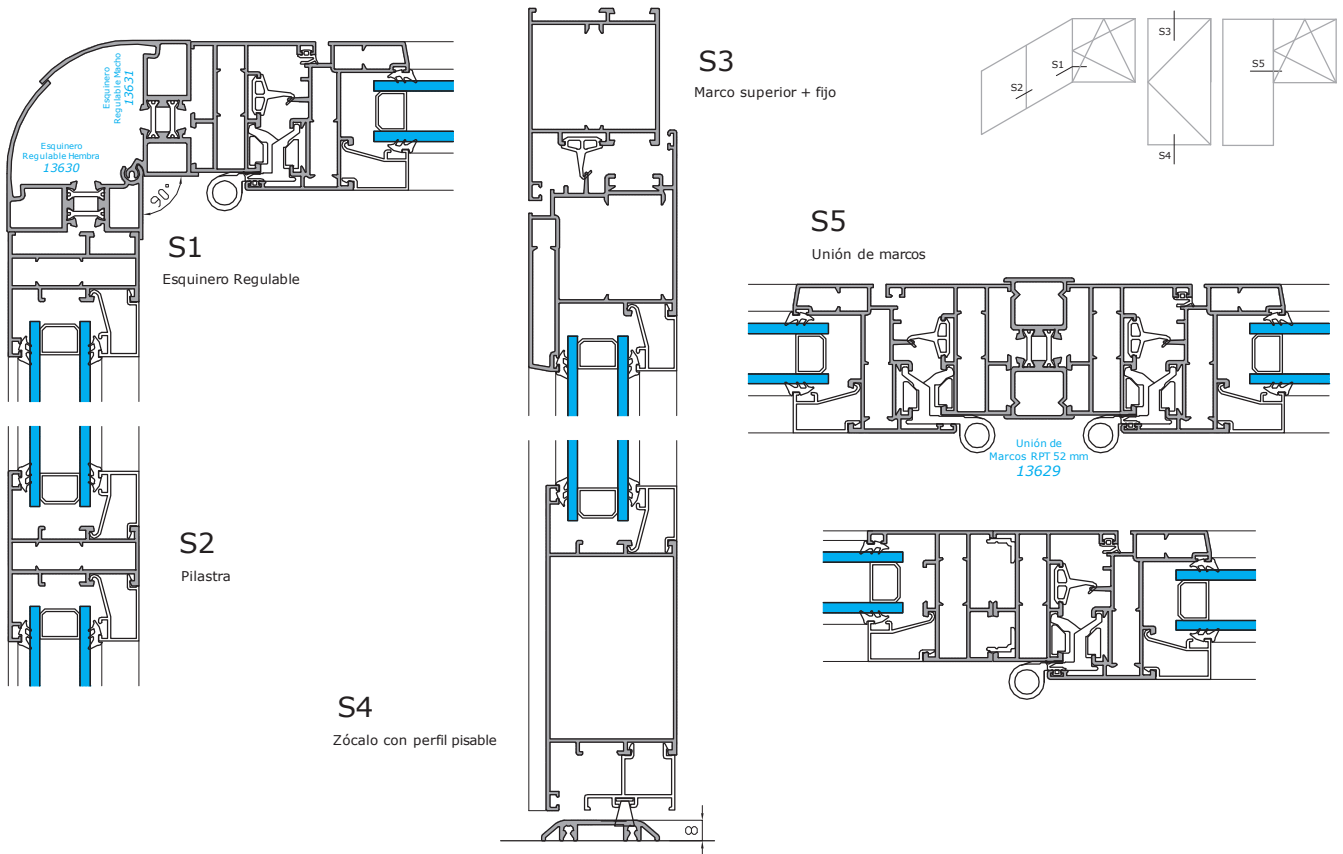 Esquinero
Regulable Macho
13631
Esquinero
Regulable Hembra
13630
90°
S1
Esquinero Regulable
S2
Pilastra
S3
Marco superior + fijo
S4
Zócalo con perfil pisable
8
S5
Unión de marcos
Unión de
Marcos RPT 52 mm
13629
S1
S2
S3
S4
S5